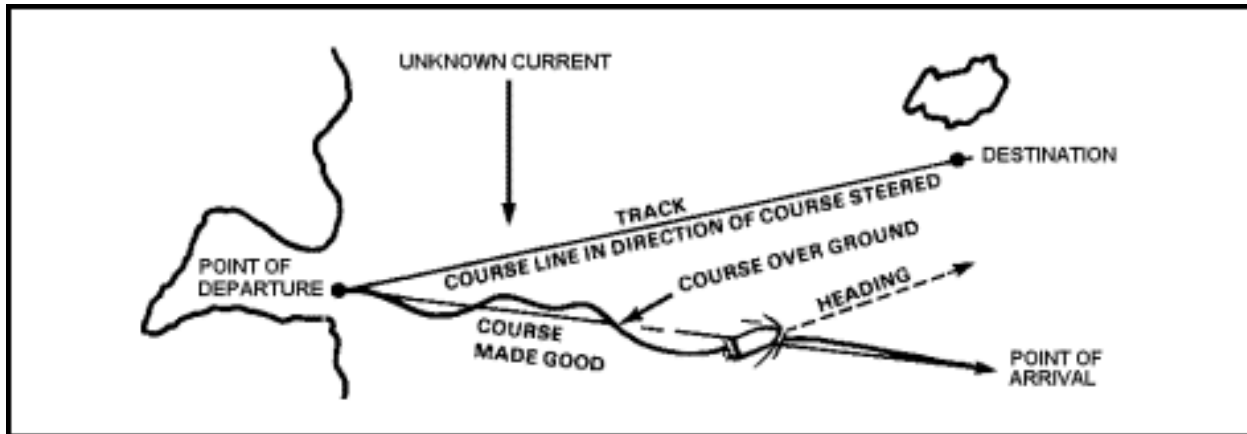 UNKNOWN CURRENT
DESTINATION
TRACK
COURSE LINE IN DIRECTION OF COURSE STEERED
COURSE OVER GROUND
POINT OF
DEPARTURE
HEADING
COURSE
MADE GOOD
POINT OF
ARRIVAL